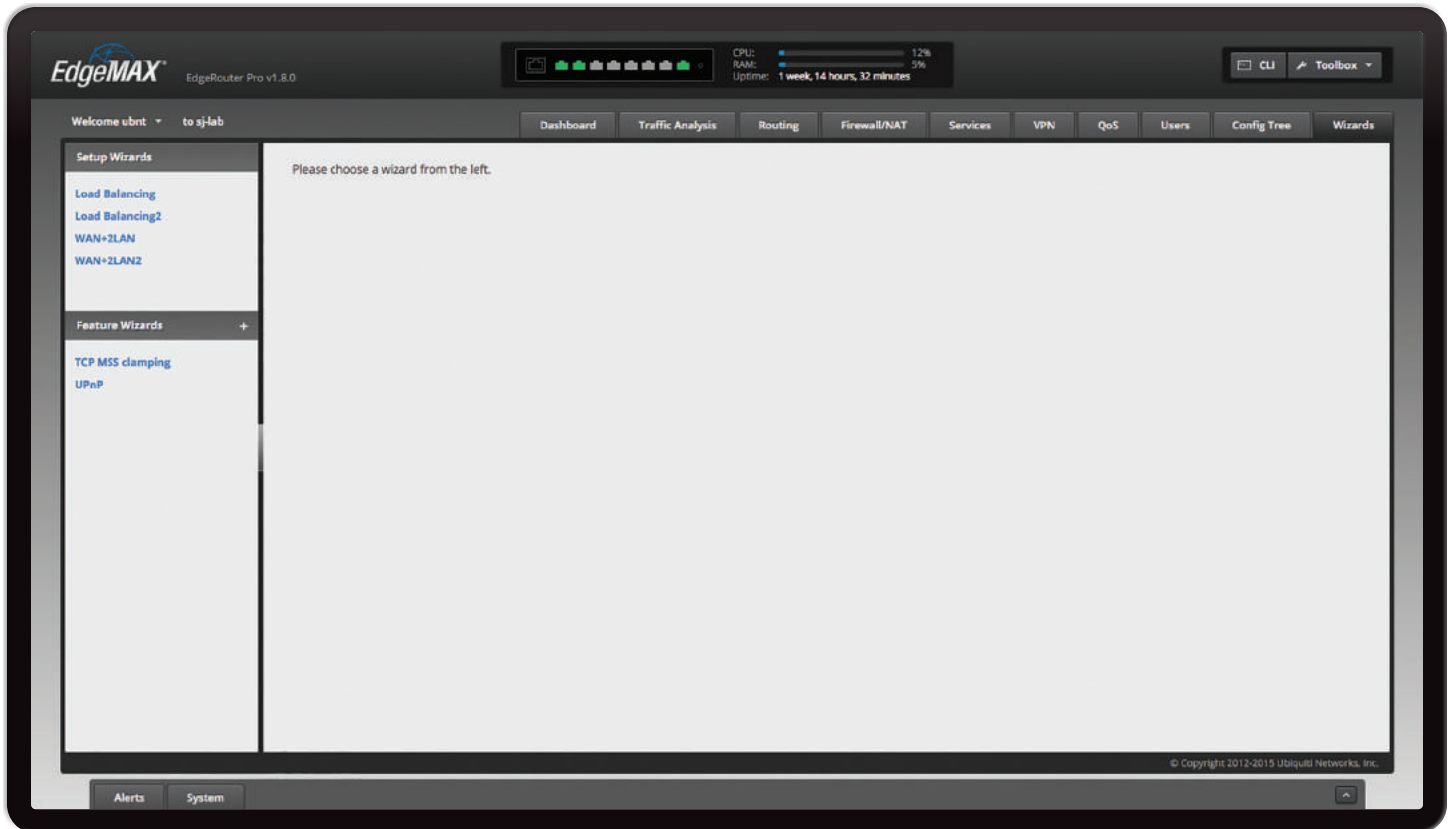 EdgeMAX®
EdgeRouter Pro v1.8.0
CPU: 12%
RAM: 5%
Uptime: 1 week, 14 hours, 32 minutes
CLI
Toolbox
Welcome ubnt
to sj-lab
Dashboard
Traffic Analysis
Routing
Firewall/NAT
Services
VPN
QoS
Users
Config Tree
Wizards
Setup Wizards
Load Balancing
Load Balancing2
WAN+2LAN
WAN+2LAN2
Feature Wizards +
TCP MSS clamping
UPnP
Please choose a wizard from the left.
© Copyright 2012-2015 Ubiquiti Networks, Inc.
Alerts
System